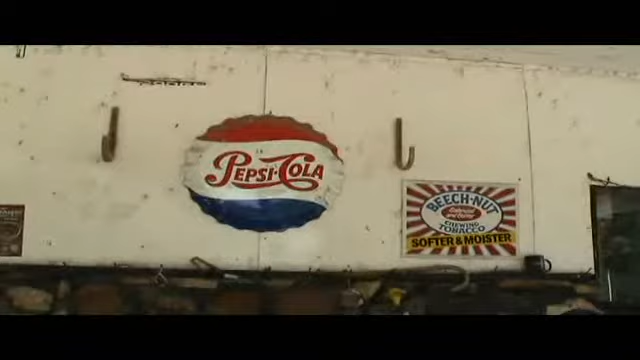 PEPSI-COLA
BEECH-NUT
CHEWING
TOBACCO
SOFTER & MOISTER